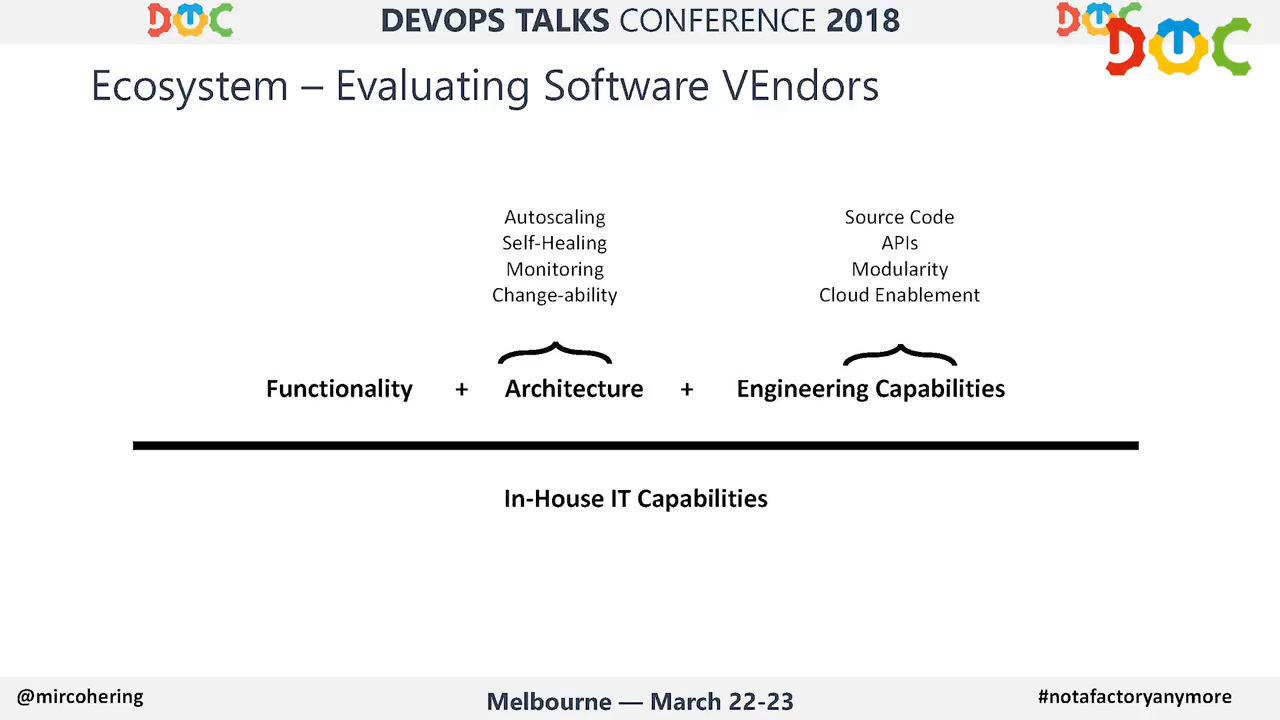 DEVOPS TALKS CONFERENCE 2018
DOC
DOC
DOC
Ecosystem – Evaluating Software VEndors
Autoscaling
Self-Healing
Monitoring
Change-ability
Source Code
APIs
Modularity
Cloud Enablement
Functionality + Architecture + Engineering Capabilities
In-House IT Capabilities
@mircohering
Melbourne — March 22-23
#notafactoryanymore